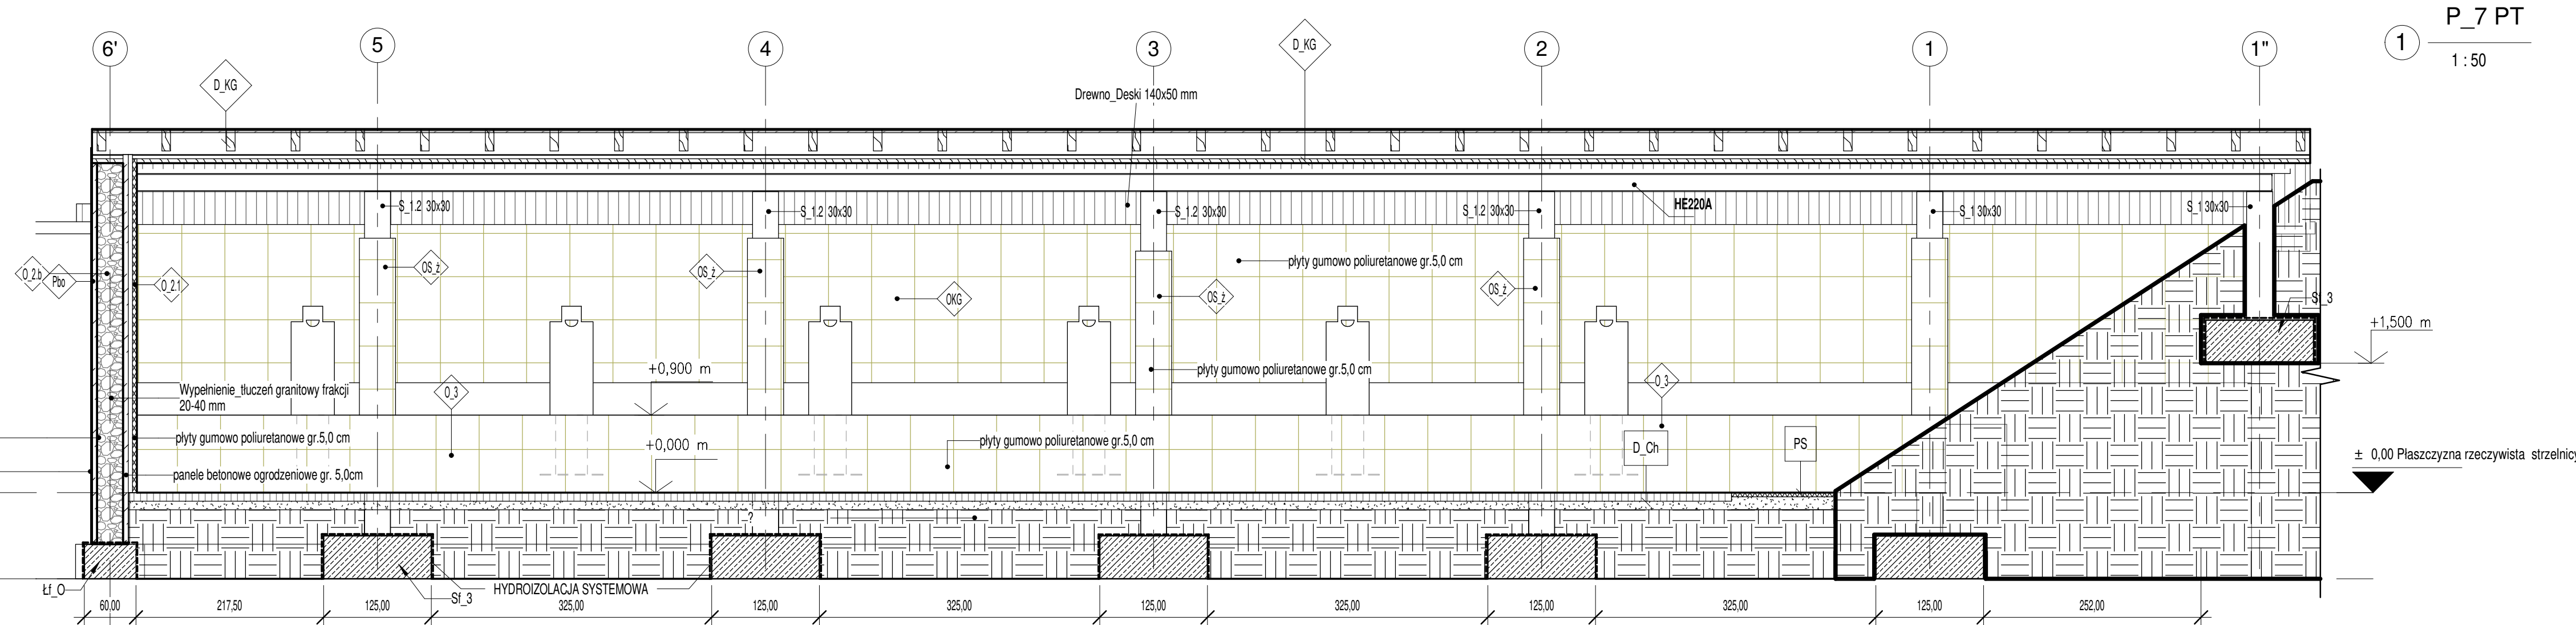 P_7 PT
1
1 : 50
6'
5
4
3
2
1
1"
D_KG
D_KG
Drewno_Deski 140x50 mm
S_1.2 30x30
S_1.2 30x30
S_1.2 30x30
S_1.2 30x30
HE220A
S_1 30x30
S_1 30x30
O_2.b
Pbo
O_2.1
OS_ż
OS_ż
OKG
OS_ż
OS_ż
płyty gumowo poliuretanowe gr.5,0 cm
Sf_3
+1,500 m
+0,900 m
płyty gumowo poliuretanowe gr.5,0 cm
Wypełnienie_tłuczeń granitowy frakcji
20-40 mm
O_3
O_3
płyty gumowo poliuretanowe gr.5,0 cm
+0,000 m
płyty gumowo poliuretanowe gr.5,0 cm
D_Ch
PS
panele betonowe ogrodzeniowe gr. 5,0cm
± 0,00 Płaszczyzna rzeczywista strzelnicy
?
Łf_O
Sf_3
HYDROIZOLACJA SYSTEMOWA
60,00
217,50
125,00
325,00
125,00
325,00
125,00
325,00
125,00
325,00
125,00
252,00